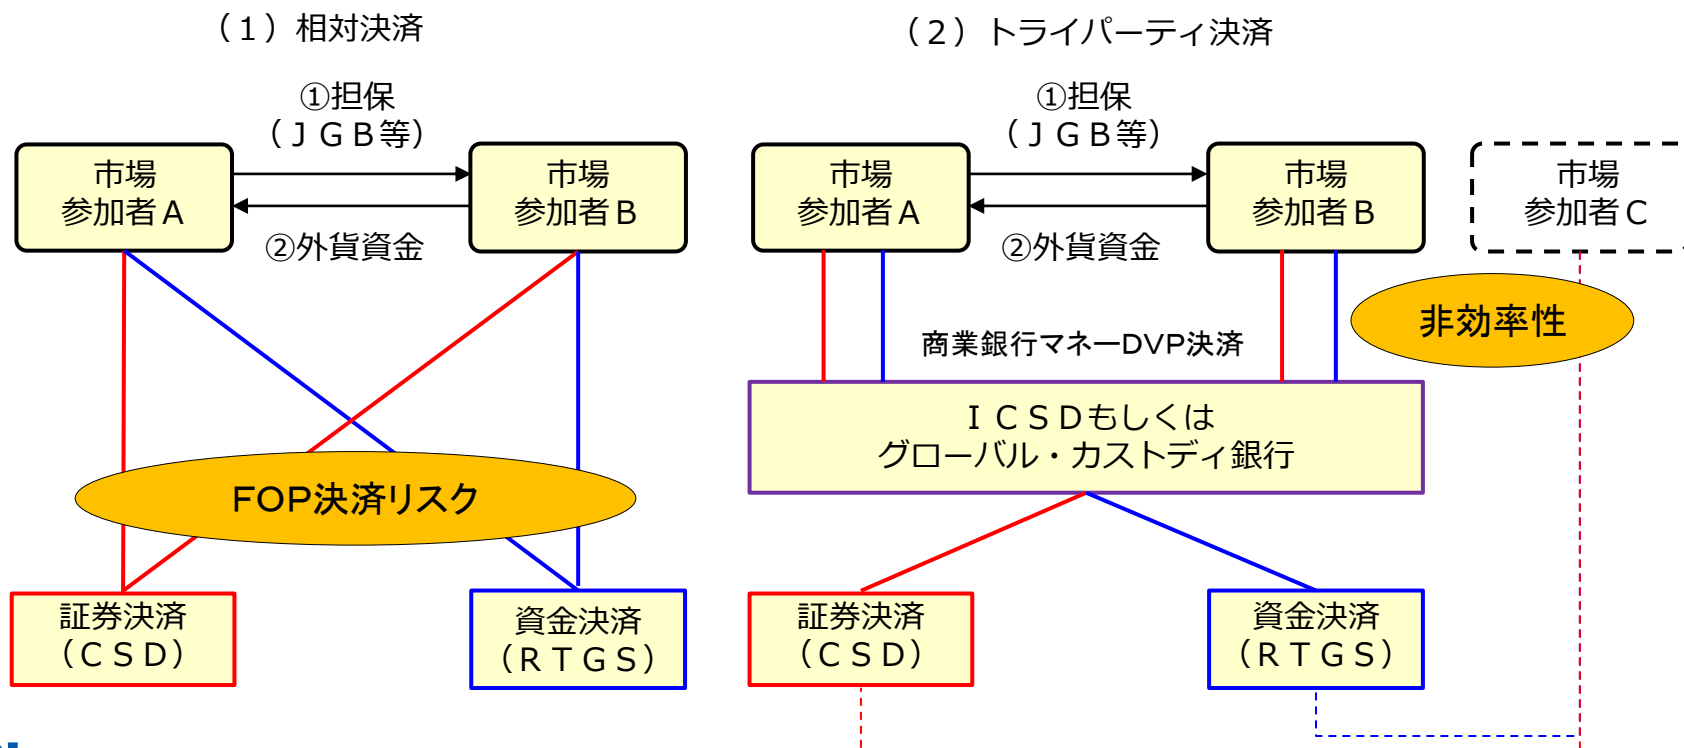 （１）相対決済
①担保
（ＪＧＢ等）
市場
参加者Ａ
市場
参加者Ｂ
②外貨資金
FOP決済リスク
証券決済
（ＣＳＤ）
資金決済
（ＲＴＧＳ）
（２）トライパーティ決済
①担保
（ＪＧＢ等）
市場
参加者Ａ
市場
参加者Ｂ
市場
参加者Ｃ
②外貨資金
非効率性
商業銀行マネーDVP決済
ＩＣＳＤもしくは
グローバル・カストディ銀行
証券決済
（ＣＳＤ）
資金決済
（ＲＴＧＳ）